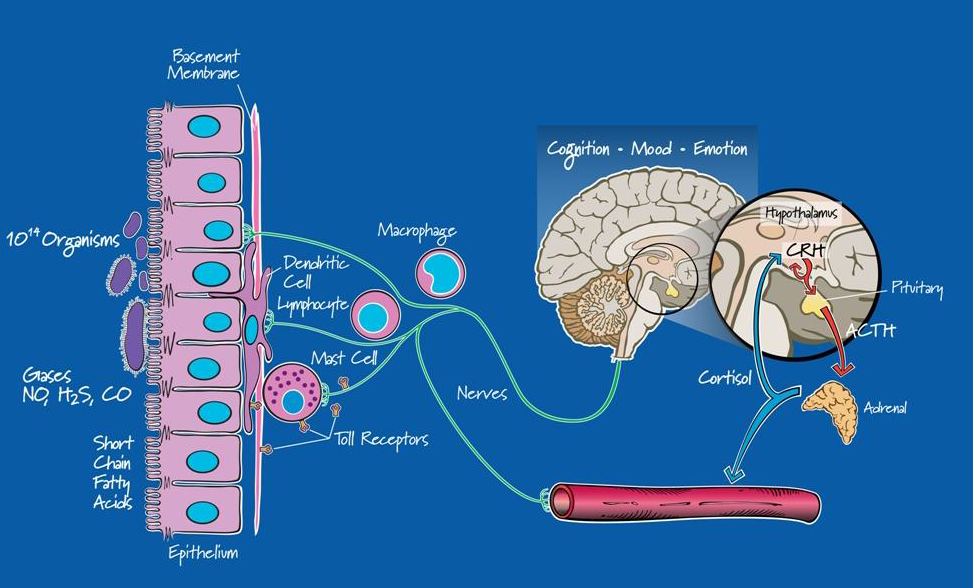 Basement
Membrane
Cognition - Mood - Emotion
Hypothalamus
CRH
Pituitary
ACTH
Macrophage
10¹⁴ Organisms
Dendritic
Cell
Lymphocyte
Mast Cell
Gases
NO, H₂S, CO
Nerves
Cortisol
Adrenal
Toll Receptors
Short
Chain
Fatty
Acids
Epithelium